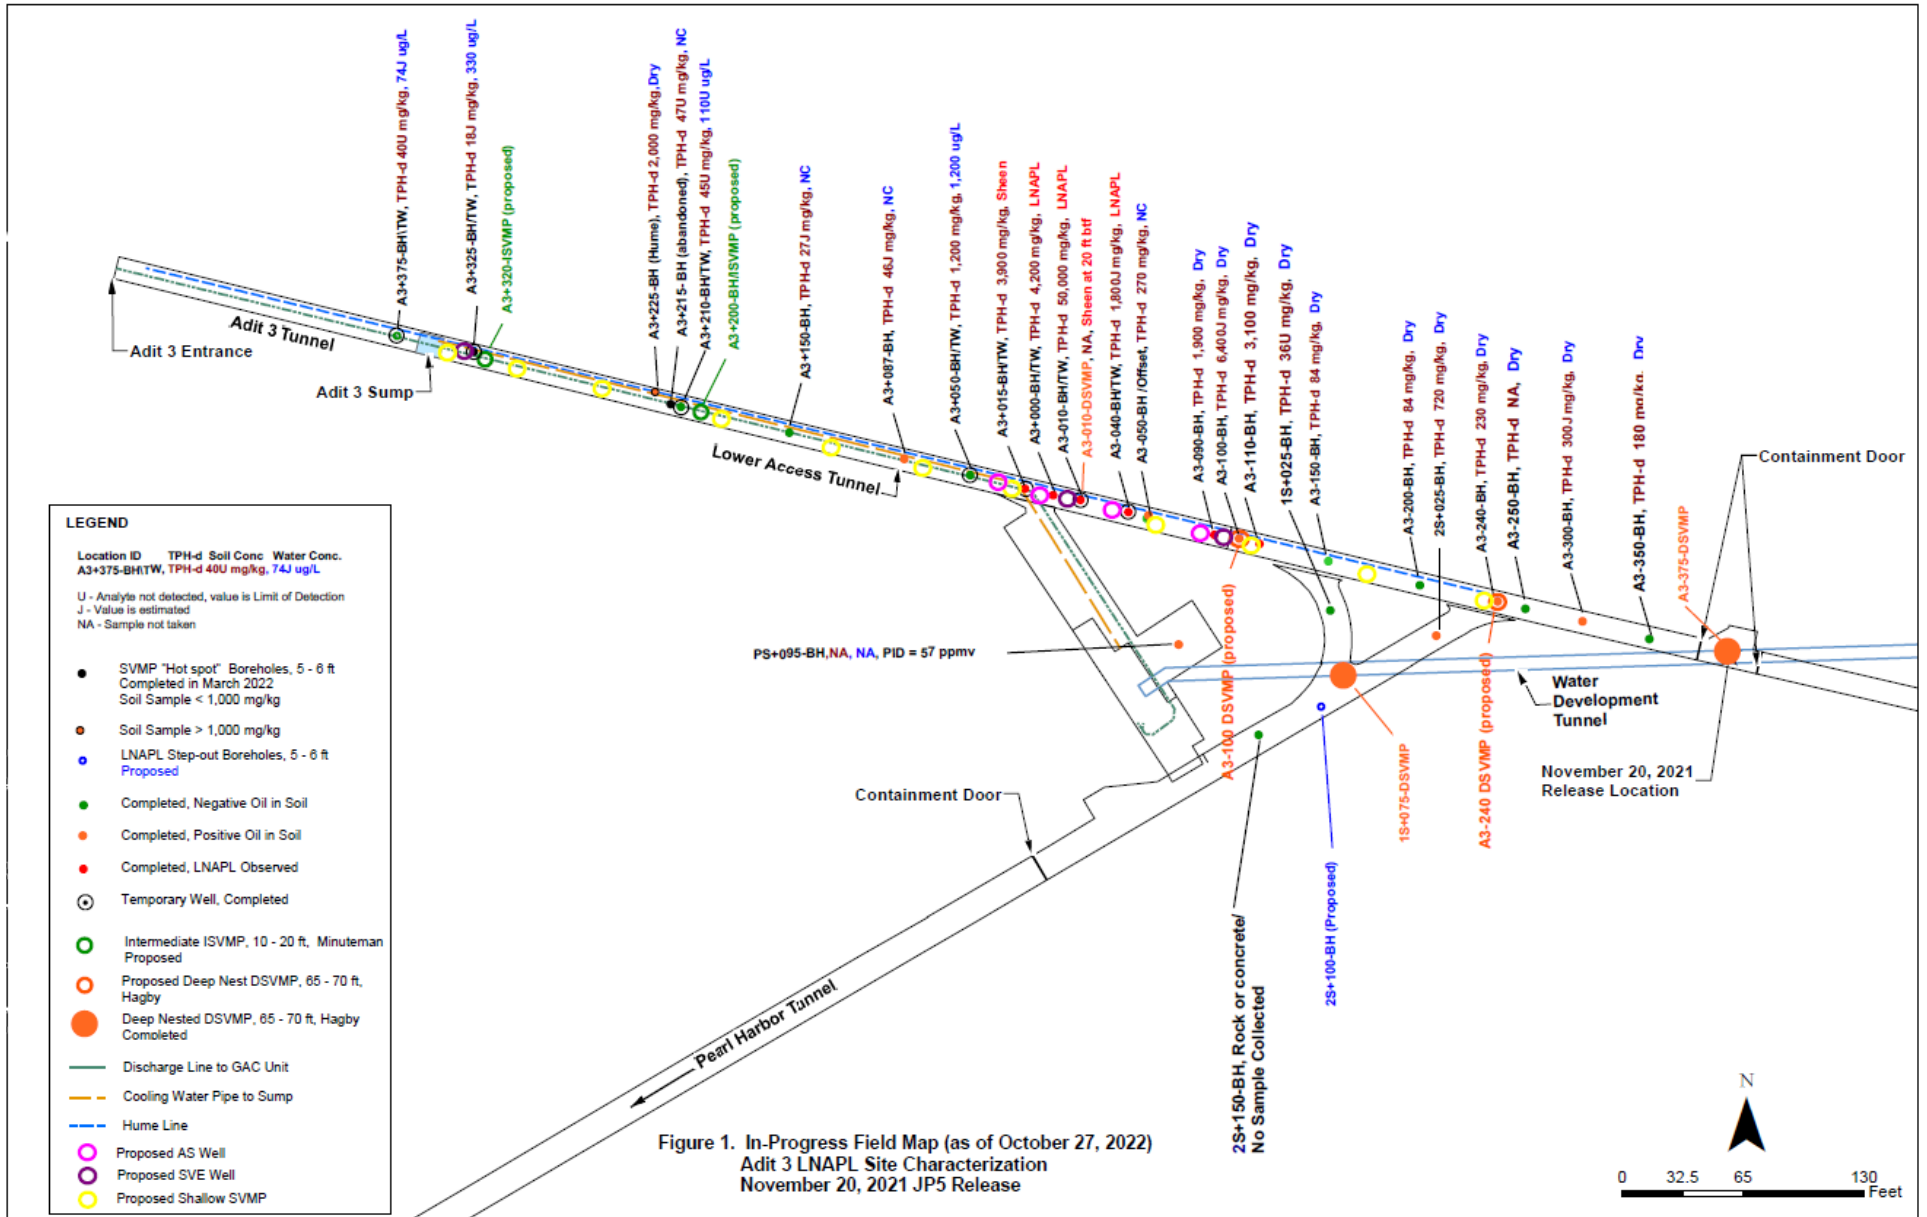 A3+375-BH\TW, TPH-d 40U mg/kg, 74J ug/L
A3+325-BH/TW, TPH-d 18J mg/kg, 330 ug/L
A3+320-ISVMP (proposed)
A3+225-BH (Hume), TPH-d 2,000 mg/kg,Dry
A3+215- BH (abandoned), TPH-d 47U mg/kg, NC
A3+210-BH/TW, TPH-d 45U mg/kg, 110U ug/L
A3+200-BH/ISVMP (proposed)
A3+150-BH, TPH-d 27J mg/kg, NC
A3+087-BH, TPH-d 46J mg/kg, NC
A3+050-BH/TW, TPH-d 1,200 mg/kg, 1,200 ug/L
A3+015-BH/TW, TPH-d 3,900 mg/kg, Sheen
A3+000-BH/TW, TPH-d 4,200 mg/kg, LNAPL
A3-010-BH/TW, TPH-d 50,000 mg/kg, LNAPL
A3-010-DSVMP, NA, Sheen at 20 ft btf
A3-040-BH/TW, TPH-d 1,800J mg/kg, LNAPL
A3-050-BH /Offset, TPH-d 270 mg/kg, NC
A3-090-BH, TPH-d 1,900 mg/kg, Dry
A3-100-BH, TPH-d 6,400J mg/kg, Dry
A3-110-BH, TPH-d 3,100 mg/kg, Dry
1S+025-BH, TPH-d 36U mg/kg, Dry
A3-150-BH, TPH-d 84 mg/kg, Dry
A3-200-BH, TPH-d 84 mg/kg, Dry
2S+025-BH, TPH-d 720 mg/kg, Dry
A3-240-BH, TPH-d 230 mg/kg, Dry
A3-250-BH, TPH-d NA, Dry
A3-300-BH, TPH-d 300J mg/kg, Dry
A3-350-BH, TPH-d 180 mg/kg, Dry
A3-375-DSVMP
Containment Door
Adit 3 Entrance
Adit 3 Tunnel
Adit 3 Sump
Lower Access Tunnel
PS+095-BH,NA, NA, PID = 57 ppmv
A3-100 DSVMP (proposed)
A3-240 DSVMP (proposed)
1S+075-DSVMP
Water
Development
Tunnel
November 20, 2021
Release Location
Containment Door
2S+100-BH (Proposed)
2S+150-BH, Rock or concrete/
No Sample Collected
Pearl Harbor Tunnel
LEGEND
Location ID TPH-d Soil Conc Water Conc.
A3+375-BH\TW, TPH-d 40U mg/kg, 74J ug/L
U - Analyte not detected, value is Limit of Detection
J - Value is estimated
NA - Sample not taken
SVMP "Hot spot" Boreholes, 5 - 6 ft
Completed in March 2022
Soil Sample < 1,000 mg/kg
Soil Sample > 1,000 mg/kg
LNAPL Step-out Boreholes, 5 - 6 ft
Proposed
Completed, Negative Oil in Soil
Completed, Positive Oil in Soil
Completed, LNAPL Observed
Temporary Well, Completed
Intermediate ISVMP, 10 - 20 ft, Minuteman
Proposed
Proposed Deep Nest DSVMP, 65 - 70 ft,
Hagby
Deep Nested DSVMP, 65 - 70 ft, Hagby
Completed
Discharge Line to GAC Unit
Cooling Water Pipe to Sump
Hume Line
Proposed AS Well
Proposed SVE Well
Proposed Shallow SVMP
Figure 1. In-Progress Field Map (as of October 27, 2022)
Adit 3 LNAPL Site Characterization
November 20, 2021 JP5 Release
N
0 32.5 65 130
Feet